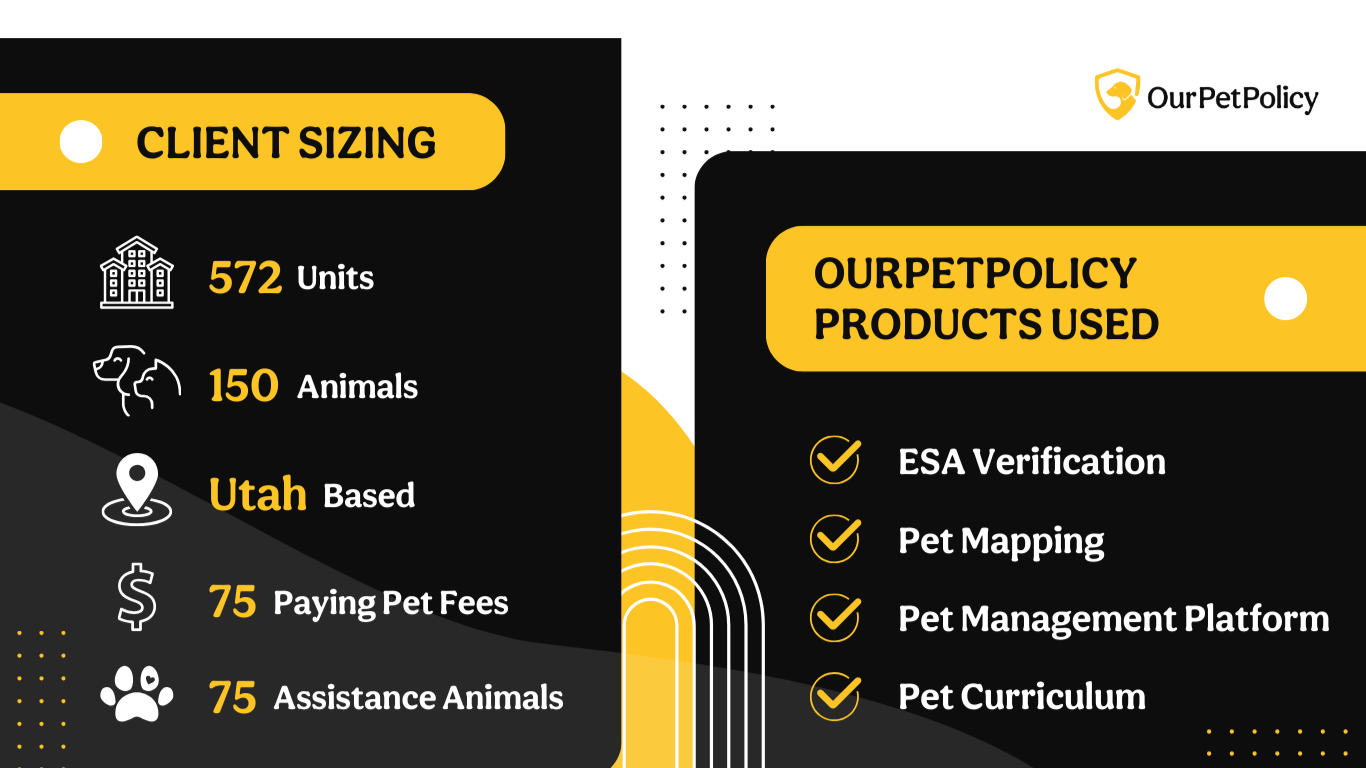 CLIENT SIZING
572 Units
150 Animals
Utah Based
$ 75 Paying Pet Fees
75 Assistance Animals
OurPetPolicy
OURPETPOLICY
PRODUCTS USED
ESA Verification
Pet Mapping
Pet Management Platform
Pet Curriculum